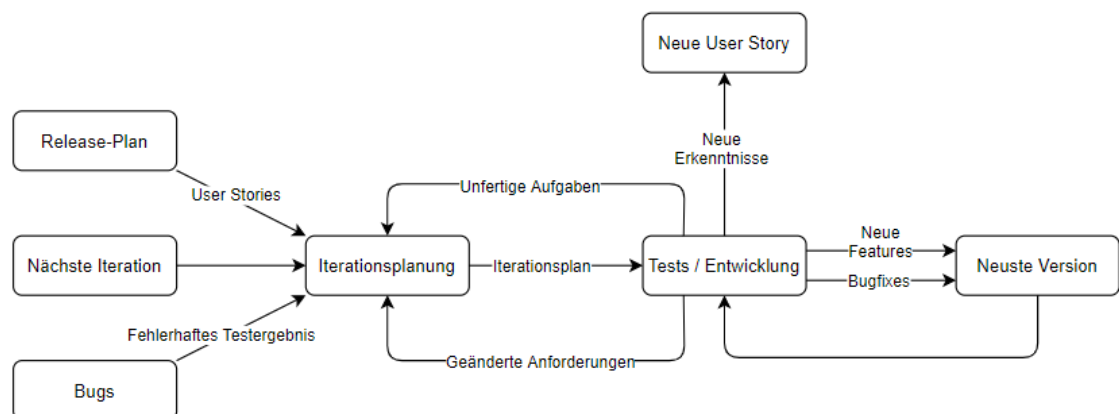 Neue User Story
Release-Plan
Neue
Erkenntnisse
User Stories
Unfertige Aufgaben
Nächste Iteration
Iterationsplanung
Iterationsplan
Tests / Entwicklung
Neue
Features
Bugfixes
Neuste Version
Fehlerhaftes Testergebnis
Geänderte Anforderungen
Bugs